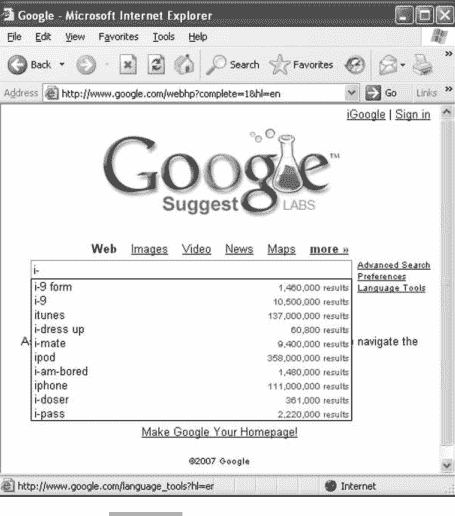 Google - Microsoft Internet Explorer
File Edit View Favorites Tools Help
Back Search Favorites
Address http://www.google.com/webhp?complete=1&hl=en Go Links »
iGoogle | Sign in
Google™
Suggest LABS
Web Images Video News Maps more »
i-
Advanced Search
Preferences
Language Tools
i-9 form 1,460,000 results
i-9 10,500,000 results
itunes 137,000,000 results
i-dress up 60,800 results
i-mate 9,400,000 results
navigate the
ipod 358,000,000 results
i-am-bored 1,480,000 results
iphone 111,000,000 results
i-doser 361,000 results
i-pass 2,220,000 results
Make Google Your Homepage!
©2007 Google
http://www.google.com/language_tools?hl=er Internet